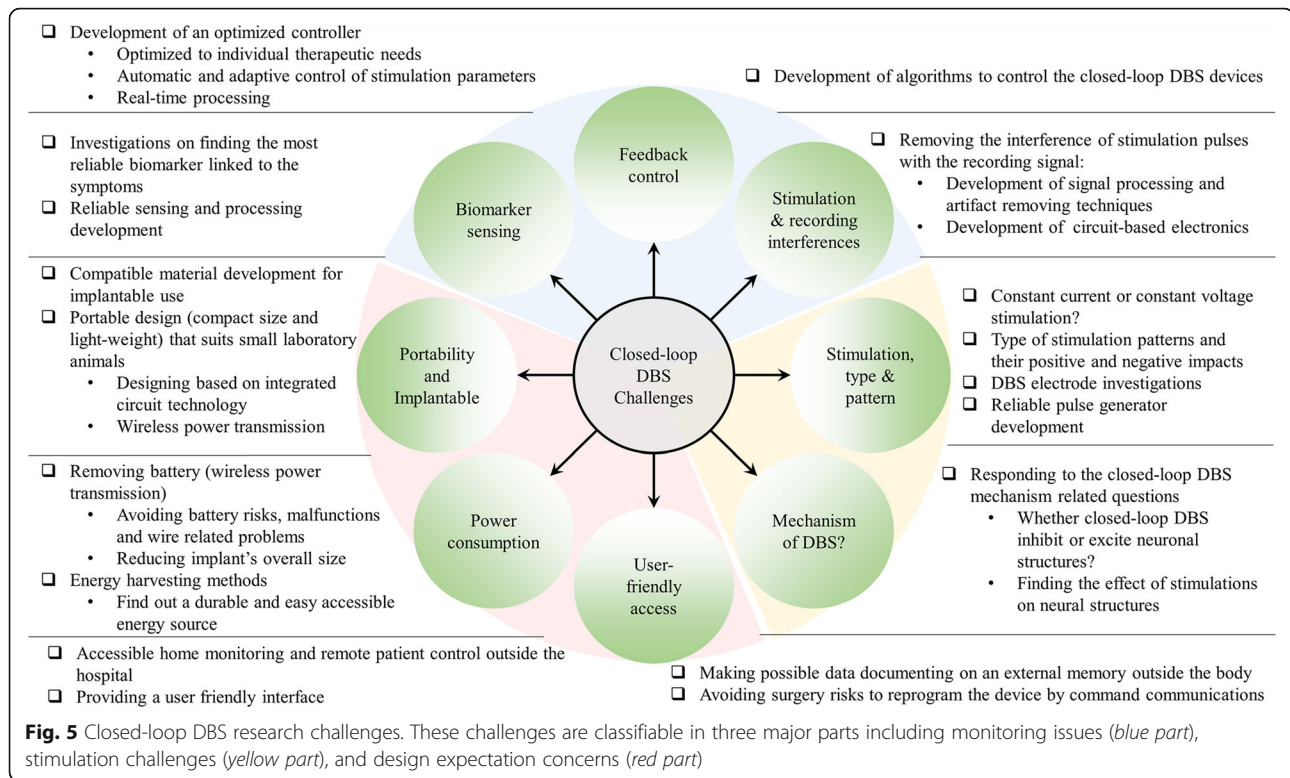 ❑ Development of an optimized controller
• Optimized to individual therapeutic needs
• Automatic and adaptive control of stimulation parameters
• Real-time processing
❑ Development of algorithms to control the closed-loop DBS devices
❑ Investigations on finding the most
reliable biomarker linked to the
symptoms
❑ Reliable sensing and processing
development
❑ Removing the interference of stimulation pulses
with the recording signal:
• Development of signal processing and
artifact removing techniques
• Development of circuit-based electronics
❑ Compatible material development for
implantable use
❑ Portable design (compact size and
light-weight) that suits small laboratory
animals
• Designing based on integrated
circuit technology
• Wireless power transmission
❑ Constant current or constant voltage
stimulation?
❑ Type of stimulation patterns and
their positive and negative impacts
❑ DBS electrode investigations
❑ Reliable pulse generator
development
❑ Removing battery (wireless power
transmission)
• Avoiding battery risks, malfunctions
and wire related problems
• Reducing implant's overall size
❑ Energy harvesting methods
• Find out a durable and easy accessible
energy source
❑ Responding to the closed-loop DBS
mechanism related questions
• Whether closed-loop DBS
inhibit or excite neuronal
structures?
• Finding the effect of stimulations
on neural structures
❑ Accessible home monitoring and remote patient control outside the
hospital
❑ Providing a user friendly interface
❑ Making possible data documenting on an external memory outside the body
❑ Avoiding surgery risks to reprogram the device by command communications
Feedback
control
Biomarker
sensing
Stimulation
& recording
interferences
Portability
and
Implantable
Closed-loop
DBS
Challenges
Stimulation,
type &
pattern
Power
consumption
User-
friendly
access
Mechanism
of DBS?
Fig. 5 Closed-loop DBS research challenges. These challenges are classifiable in three major parts including monitoring issues (blue part),
stimulation challenges (yellow part), and design expectation concerns (red part)